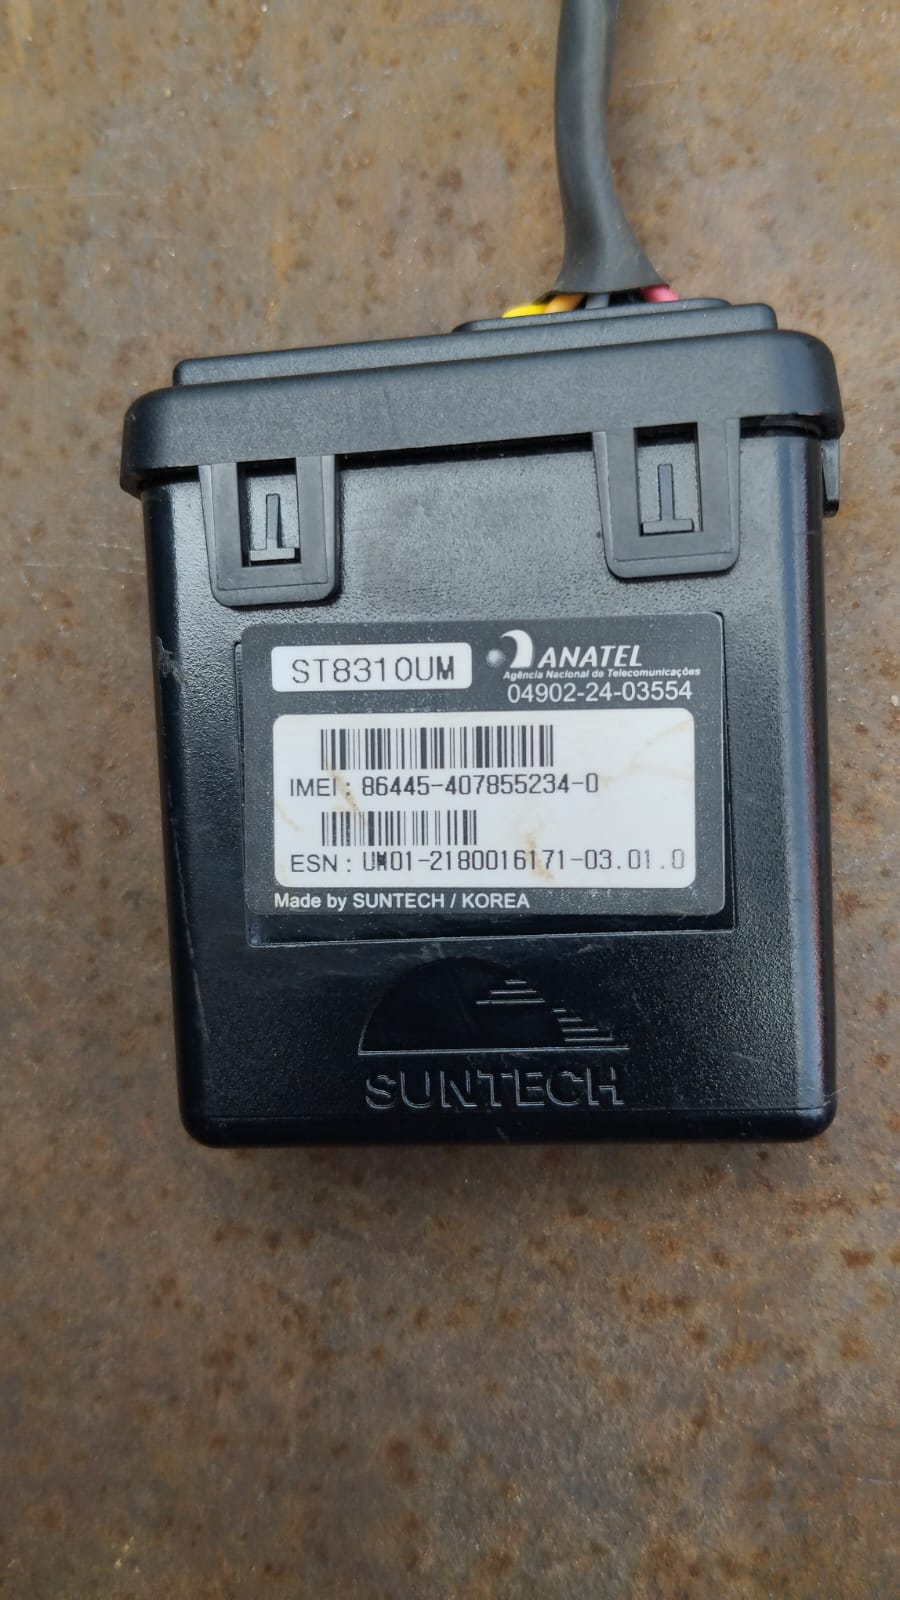 ST8310UM
ANATEL
Agência Nacional de Telecomunicações
04902-24-03554
IMEI : 86445-407855234-0
ESN : UM01-2180016171-03.01.0
Made by SUNTECH / KOREA
SUNTECH